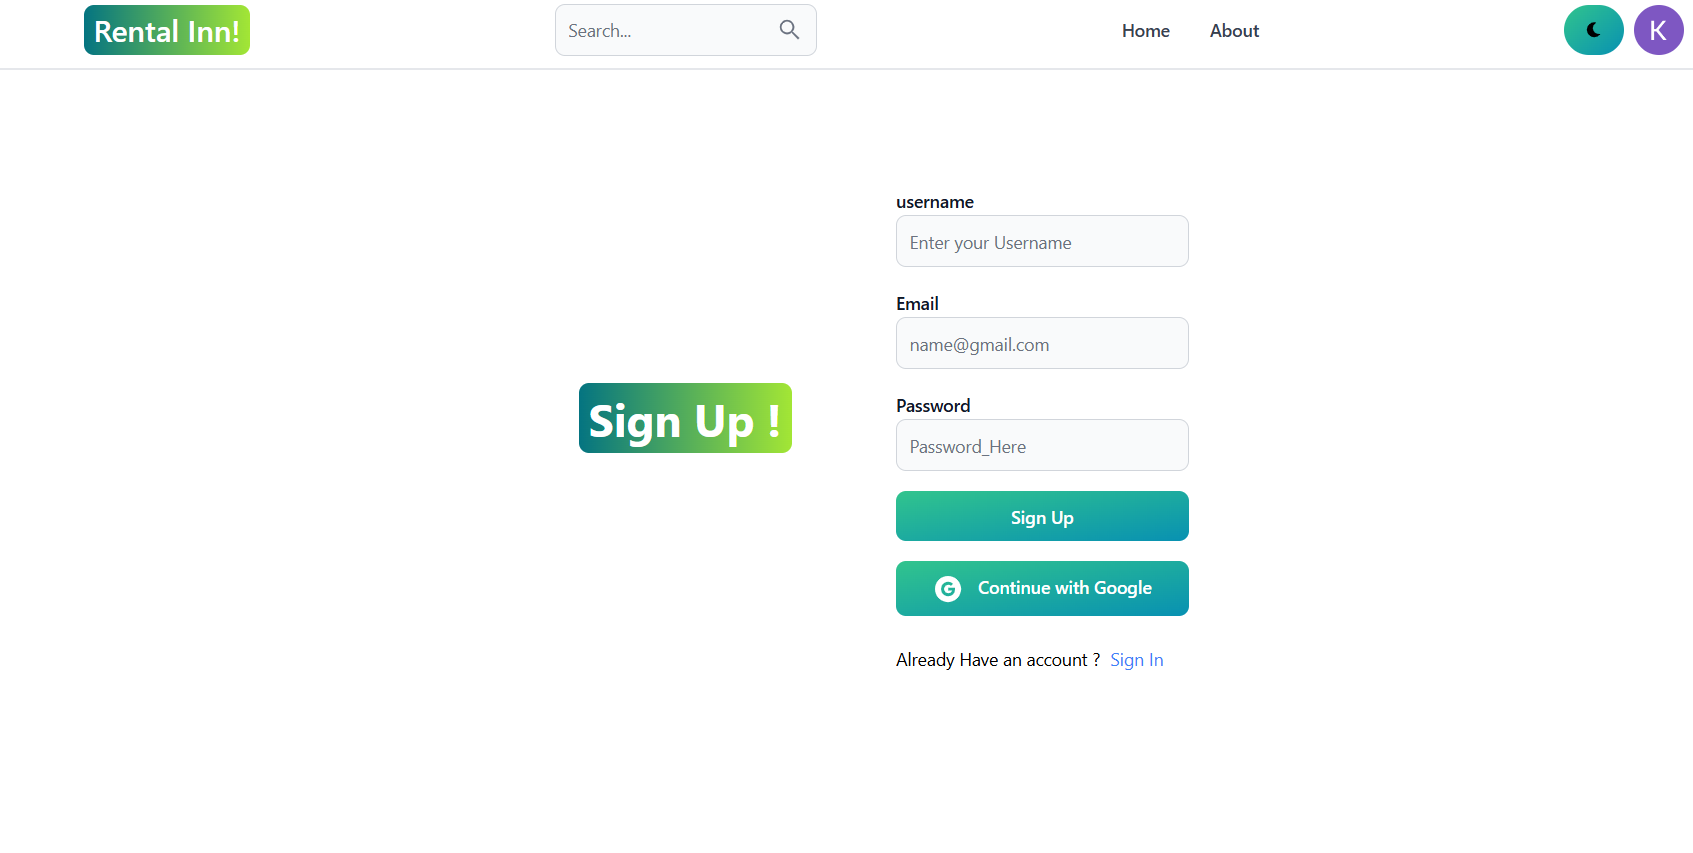 Rental Inn!
Search...
Home
About
K
username
Enter your Username
Email
name@gmail.com
Sign Up !
Password
Password_Here
Sign Up
G Continue with Google
Already Have an account ? Sign In